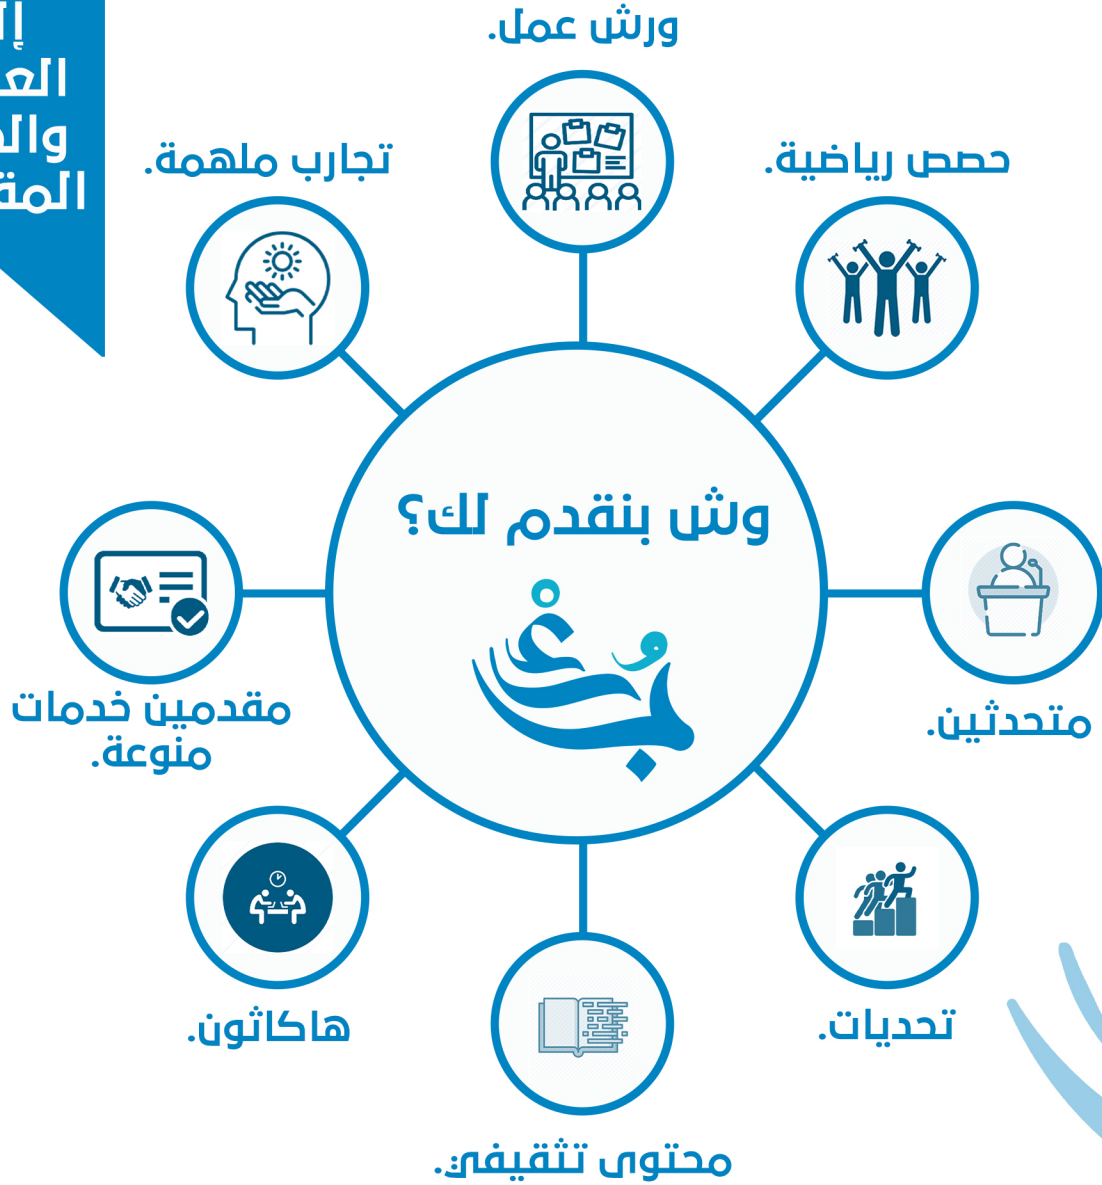 ورش عمل.
حصص رياضية.
تجارب ملهمة.
وش بنقدم لك؟
متحدثين.
مقدمين خدمات
منوعة.
تحديات.
هاكاثون.
محتوى تثقيفي.